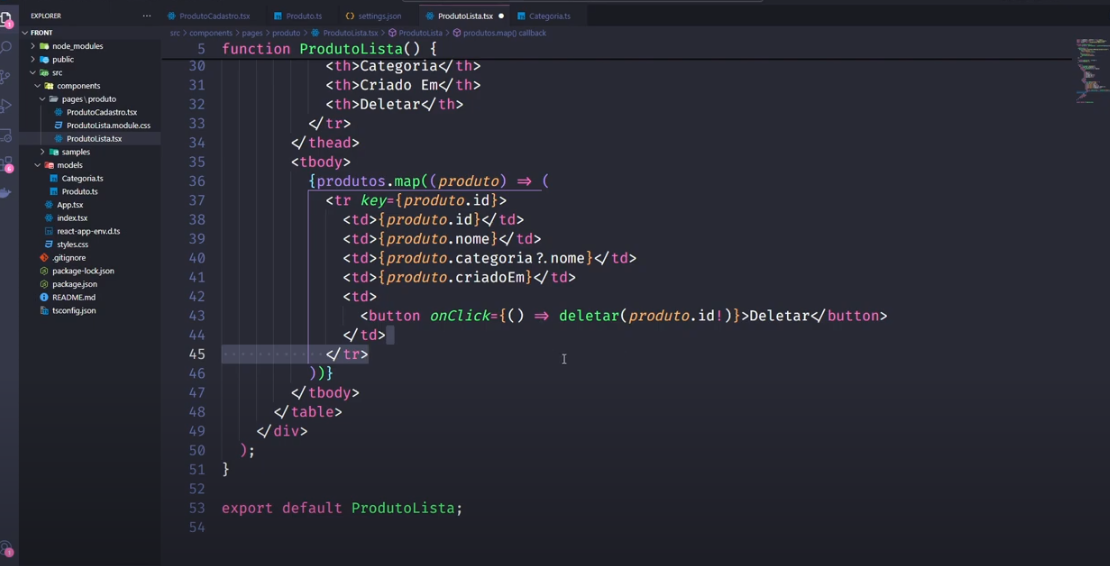 EXPLORER ···
ProdutoCadastro.tsx Produto.ts settings.json ProdutoLista.tsx Categoria.ts
src > components > pages > produto > ProdutoLista.tsx > ProdutoLista > produtos.map() callback
FRONT
node_modules
public
src
components
pages\produto
ProdutoCadastro.tsx
ProdutoLista.module.css
ProdutoLista.tsx
samples
models
Categoria.ts
Produto.ts
App.tsx
index.tsx
react-app-env.d.ts
styles.css
.gitignore
package-lock.json
package.json
README.md
tsconfig.json
5 function ProdutoLista() {
30 <th>Categoria</th>
31 <th>Criado Em</th>
32 <th>Deletar</th>
33 </tr>
34 </thead>
35 <tbody>
36 {produtos.map((produto) => (
37 <tr key={produto.id}>
38 <td>{produto.id}</td>
39 <td>{produto.nome}</td>
40 <td>{produto.categoria?.nome}</td>
41 <td>{produto.criadoEm}</td>
42 <td>
43 <button onClick={() => deletar(produto.id!)}>Deletar</button>
44 </td>
45 </tr>
46 ))}
47 </tbody>
48 </table>
49 </div>
50 );
51 }
52
53 export default ProdutoLista;
54